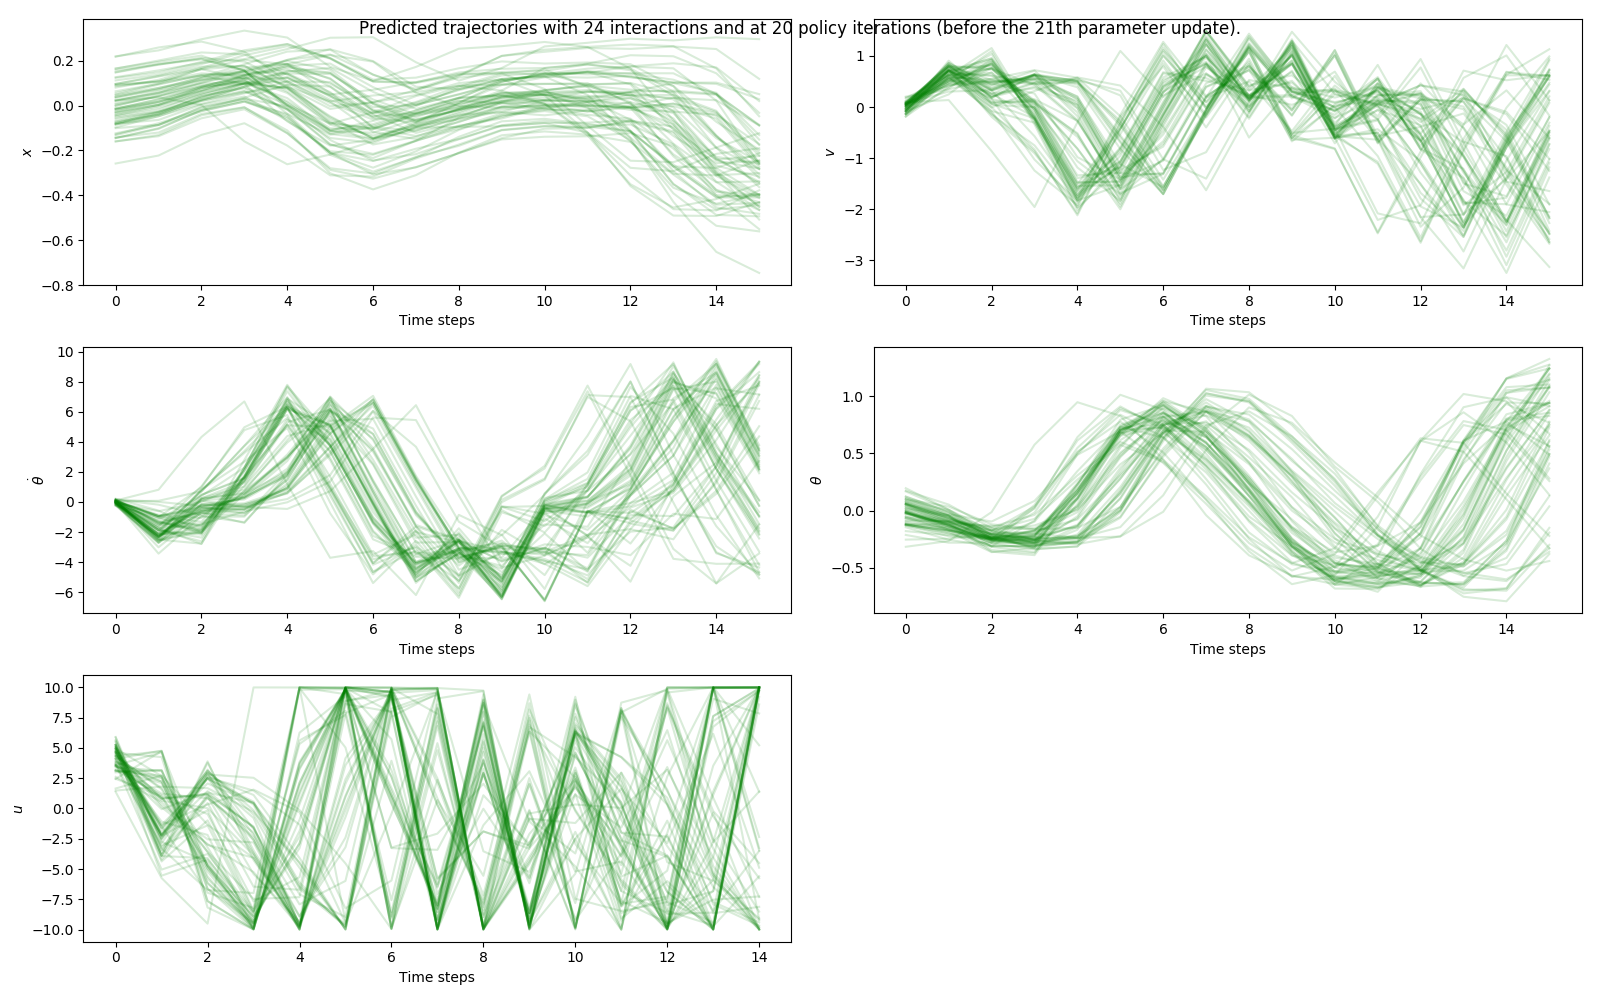 Predicted trajectories with 24 interactions and at 20 policy iterations (before the 21th parameter update).
0.2
0.0
−0.2
−0.4
−0.6
−0.8
x
0 2 4 6 8 10 12 14
Time steps
1
0
−1
−2
−3
v
0 2 4 6 8 10 12 14
Time steps
10
8
6
4
2
0
−2
−4
−6
θ̇
0 2 4 6 8 10 12 14
Time steps
1.0
0.5
0.0
−0.5
θ
0 2 4 6 8 10 12 14
Time steps
10.0
7.5
5.0
2.5
0.0
−2.5
−5.0
−7.5
−10.0
u
0 2 4 6 8 10 12 14
Time steps